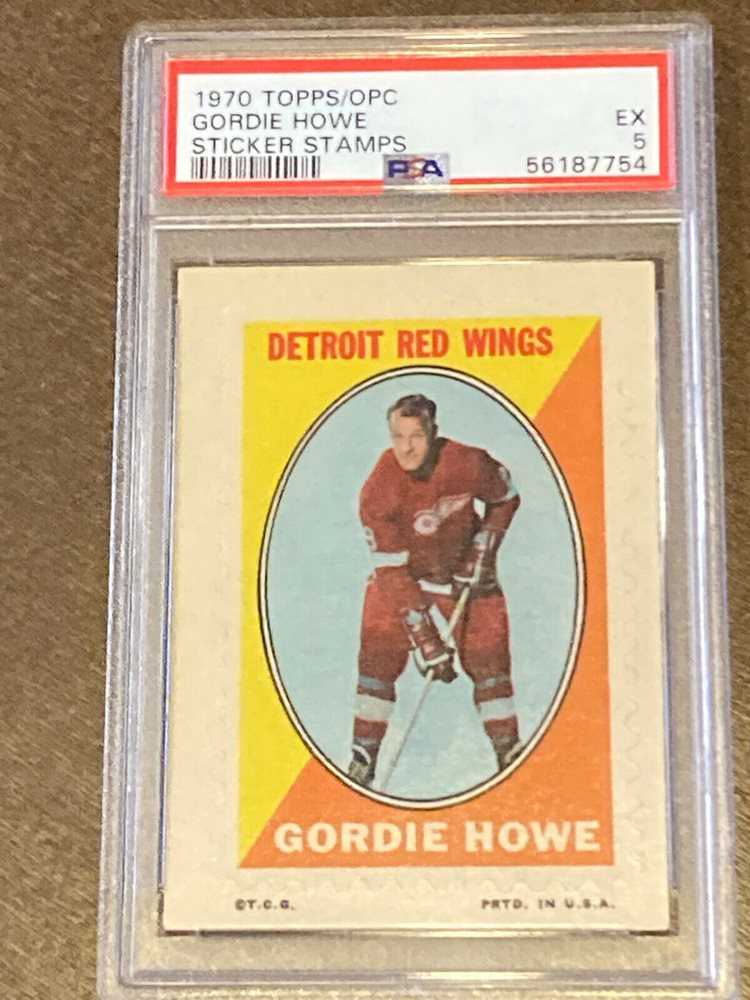 1970 TOPPS/OPC
GORDIE HOWE EX
STICKER STAMPS 5
PSA 56187754
DETROIT RED WINGS
GORDIE HOWE
©T.C.G. PRTD. IN U.S.A.